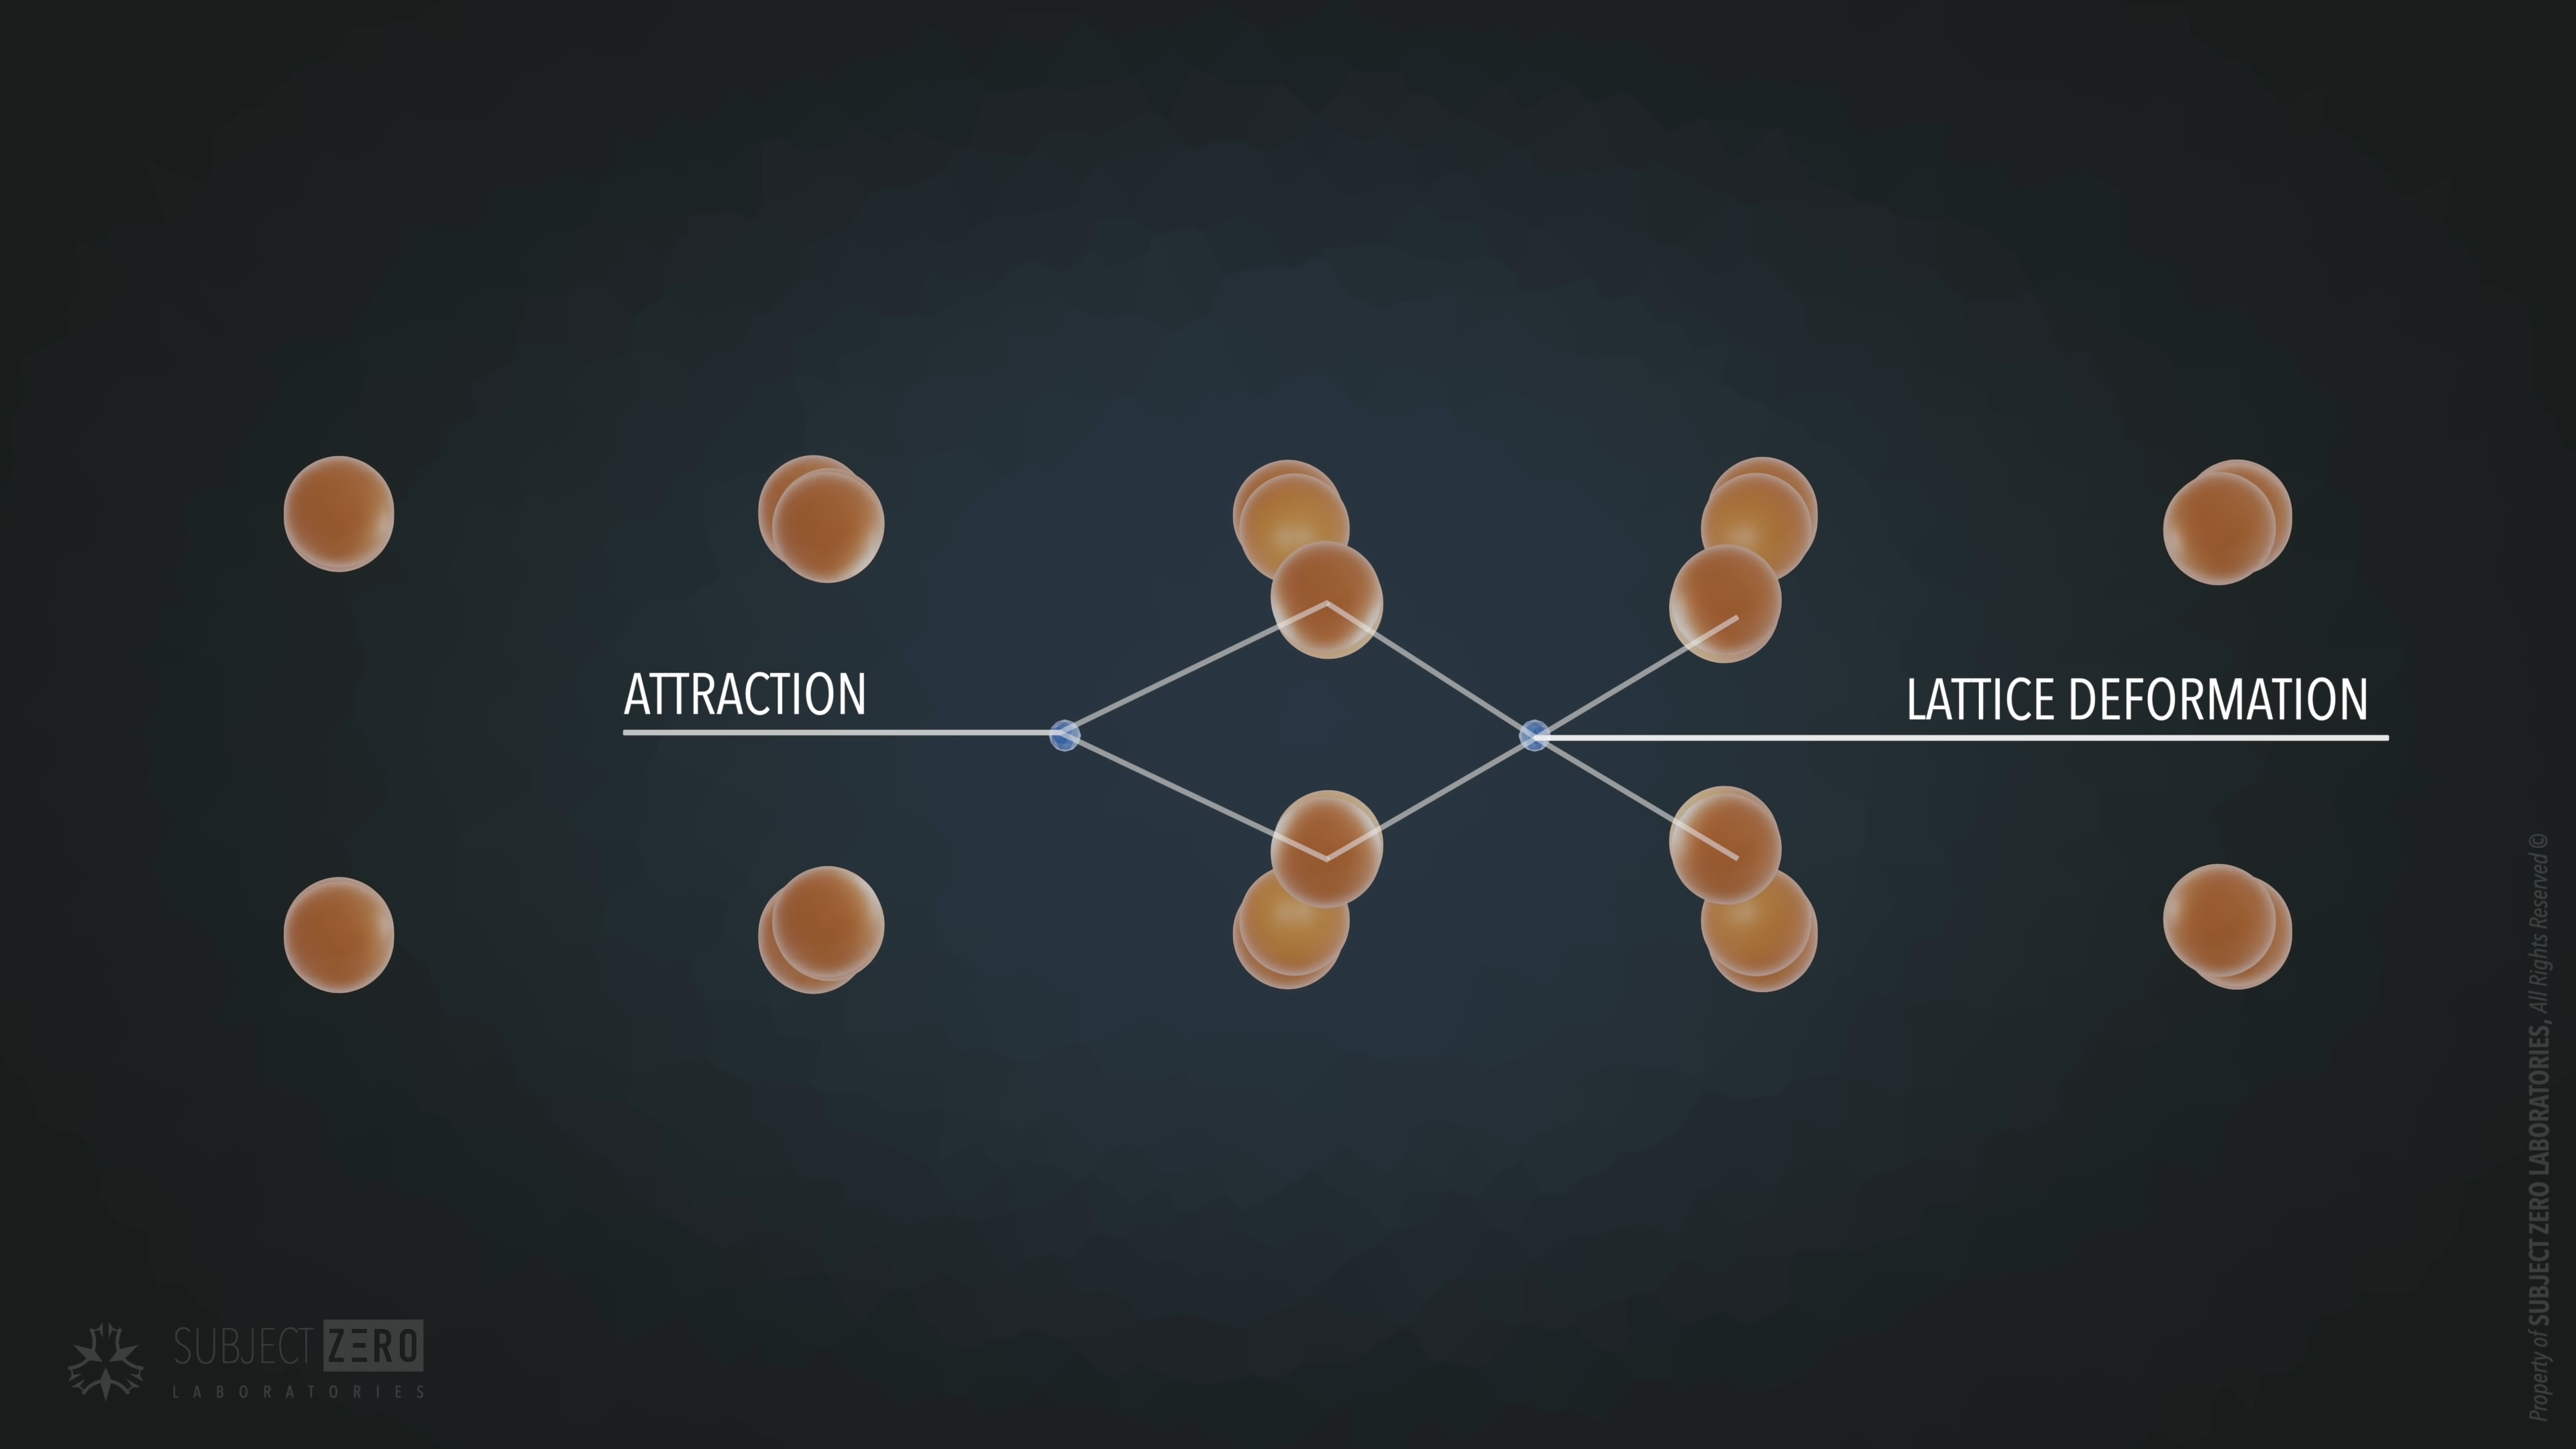 ATTRACTION
LATTICE DEFORMATION
SUBJECT ZERO
LABORATORIES
Property of SUBJECT ZERO LABORATORIES, All Rights Reserved ©